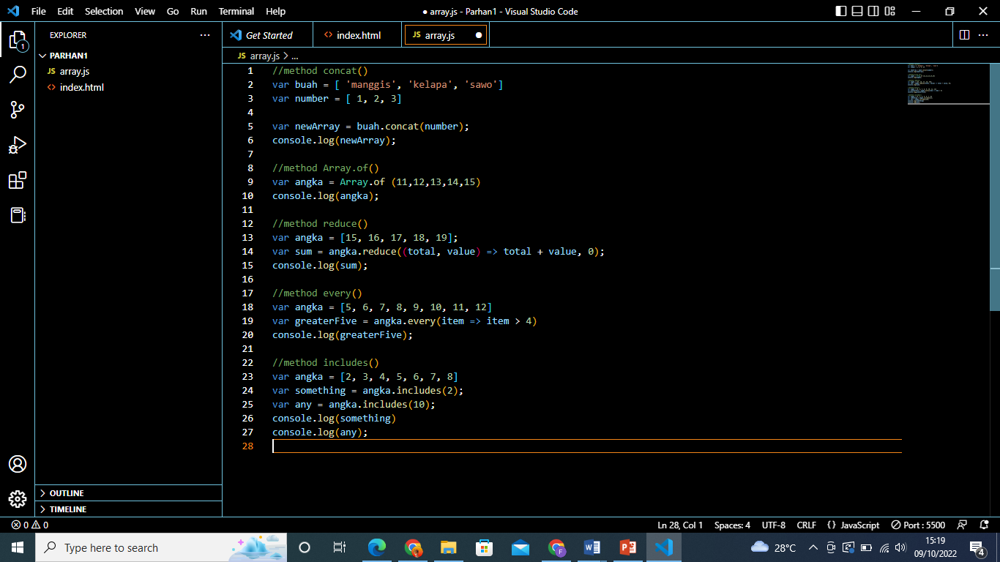 File Edit Selection View Go Run Terminal Help
● array.js - Parhan1 - Visual Studio Code
EXPLORER
PARHAN1
JS array.js
<> index.html
OUTLINE
TIMELINE
1
Get Started
<> index.html
JS array.js
JS array.js > ...
1 //method concat()
2 var buah = [ 'manggis', 'kelapa', 'sawo']
3 var number = [ 1, 2, 3]
4
5 var newArray = buah.concat(number);
6 console.log(newArray);
7
8 //method Array.of()
9 var angka = Array.of (11,12,13,14,15)
10 console.log(angka);
11
12 //method reduce()
13 var angka = [15, 16, 17, 18, 19];
14 var sum = angka.reduce((total, value) => total + value, 0);
15 console.log(sum);
16
17 //method every()
18 var angka = [5, 6, 7, 8, 9, 10, 11, 12]
19 var greaterFive = angka.every(item => item > 4)
20 console.log(greaterFive);
21
22 //method includes()
23 var angka = [2, 3, 4, 5, 6, 7, 8]
24 var something = angka.includes(2);
25 var any = angka.includes(10);
26 console.log(something)
27 console.log(any);
28
0 0
Ln 28, Col 1 Spaces: 4 UTF-8 CRLF {} JavaScript Port : 5500
Type here to search
28°C
15:19
09/10/2022
4